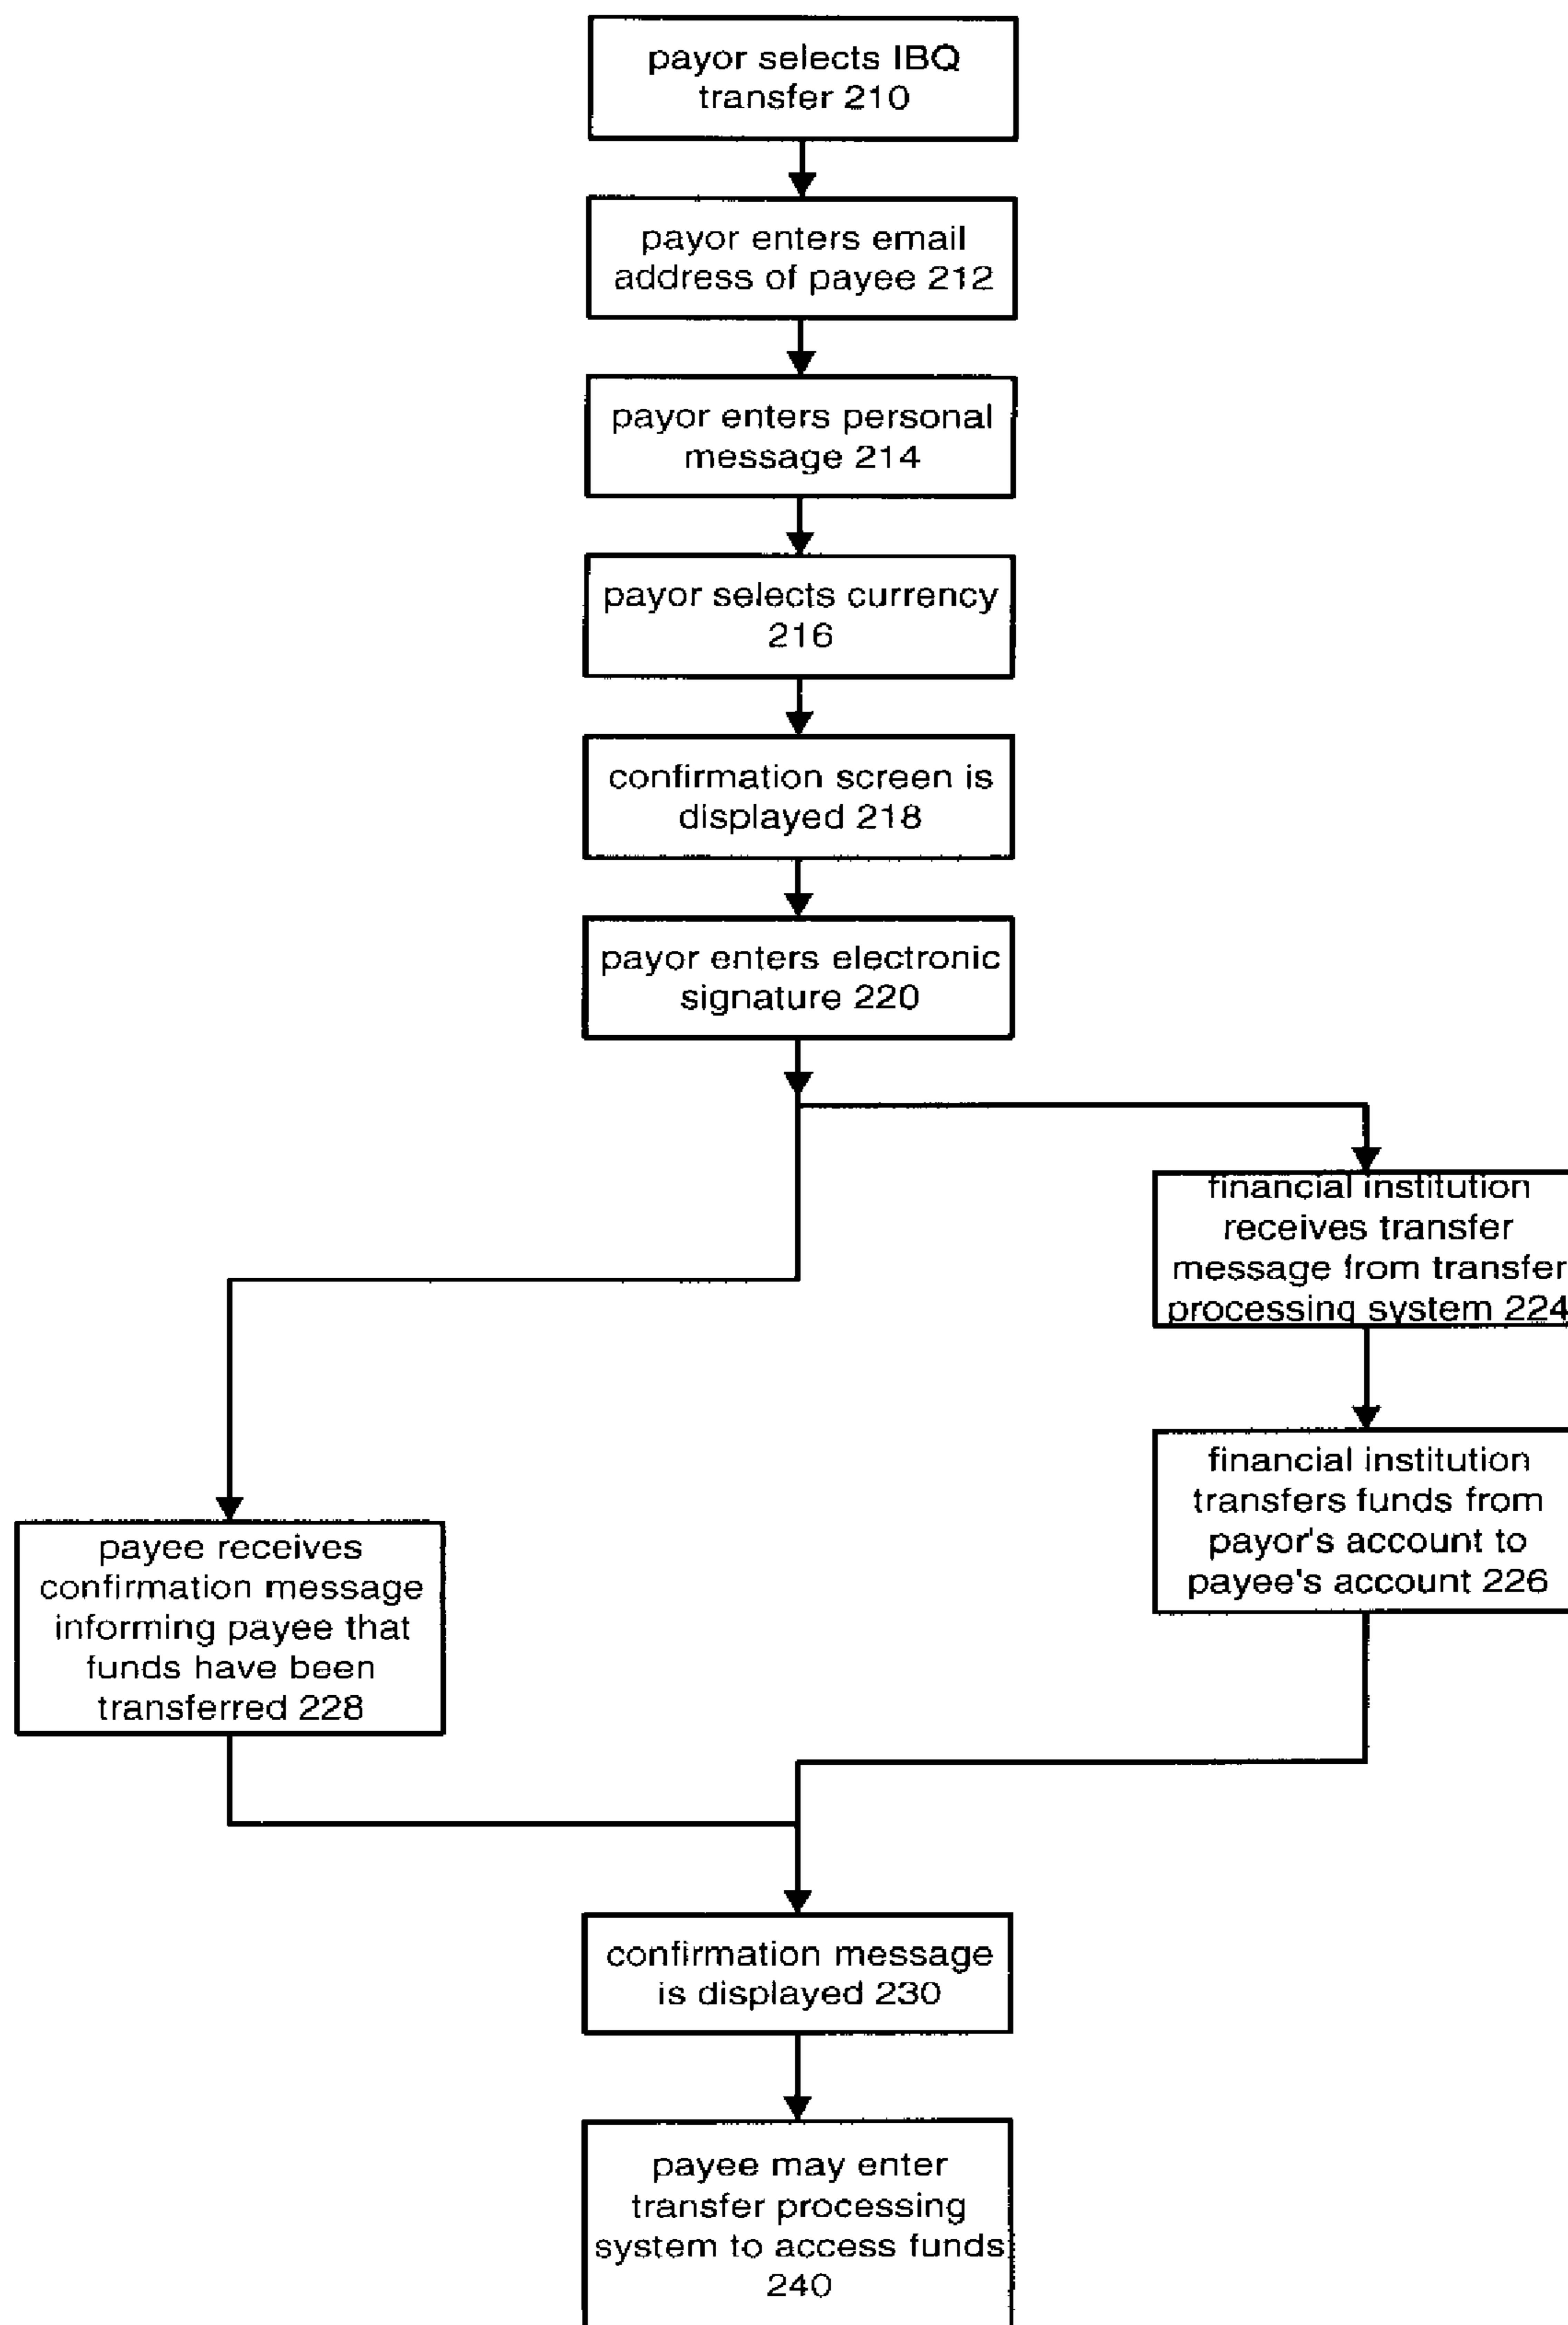 payor selects IBQ
transfer 210
payor enters email
address of payee 212
payor enters personal
message 214
payor selects currency
216
confirmation screen is
displayed 218
payor enters electronic
signature 220
financial institution
receives transfer
message from transfer
processing system 224
financial institution
transfers funds from
payor's account to
payee's account 226
payee receives
confirmation message
informing payee that
funds have been
transferred 228
confirmation message
is displayed 230
payee may enter
transfer processing
system to access funds
240